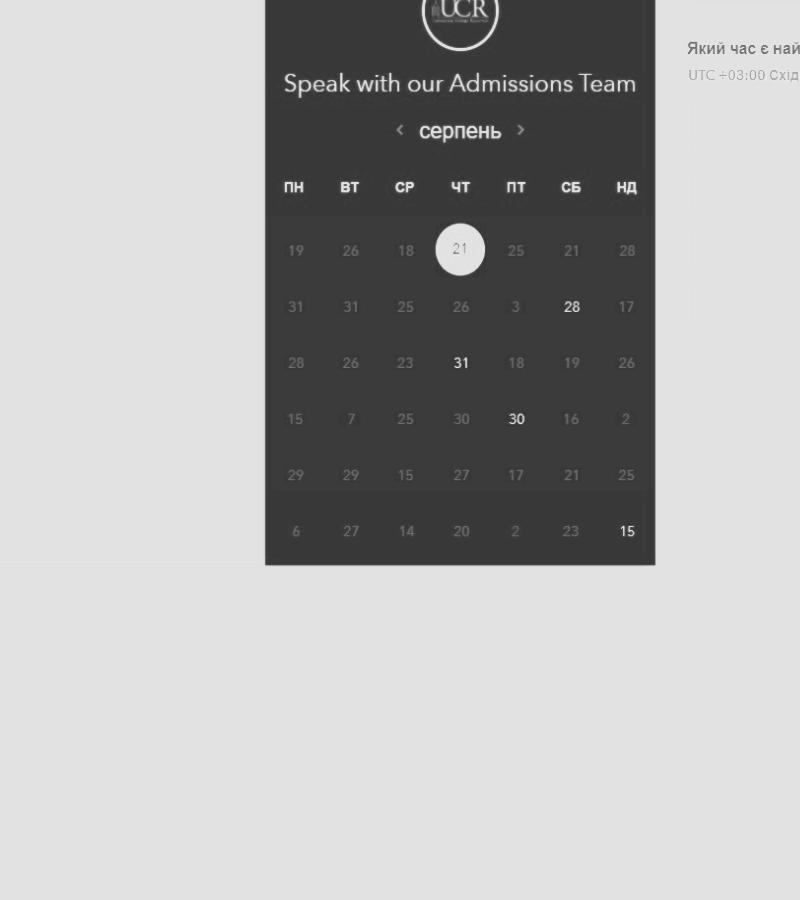 UCR
Який час є най
UTC +03:00 Схід
Speak with our Admissions Team
серпень
ПН ВТ СР ЧТ ПТ СБ НД
19 26 18 21 25 21 28
31 31 25 26 3 28 17
28 26 23 31 18 19 26
15 7 25 30 30 16 2
29 29 15 27 17 21 25
6 27 14 20 2 23 15